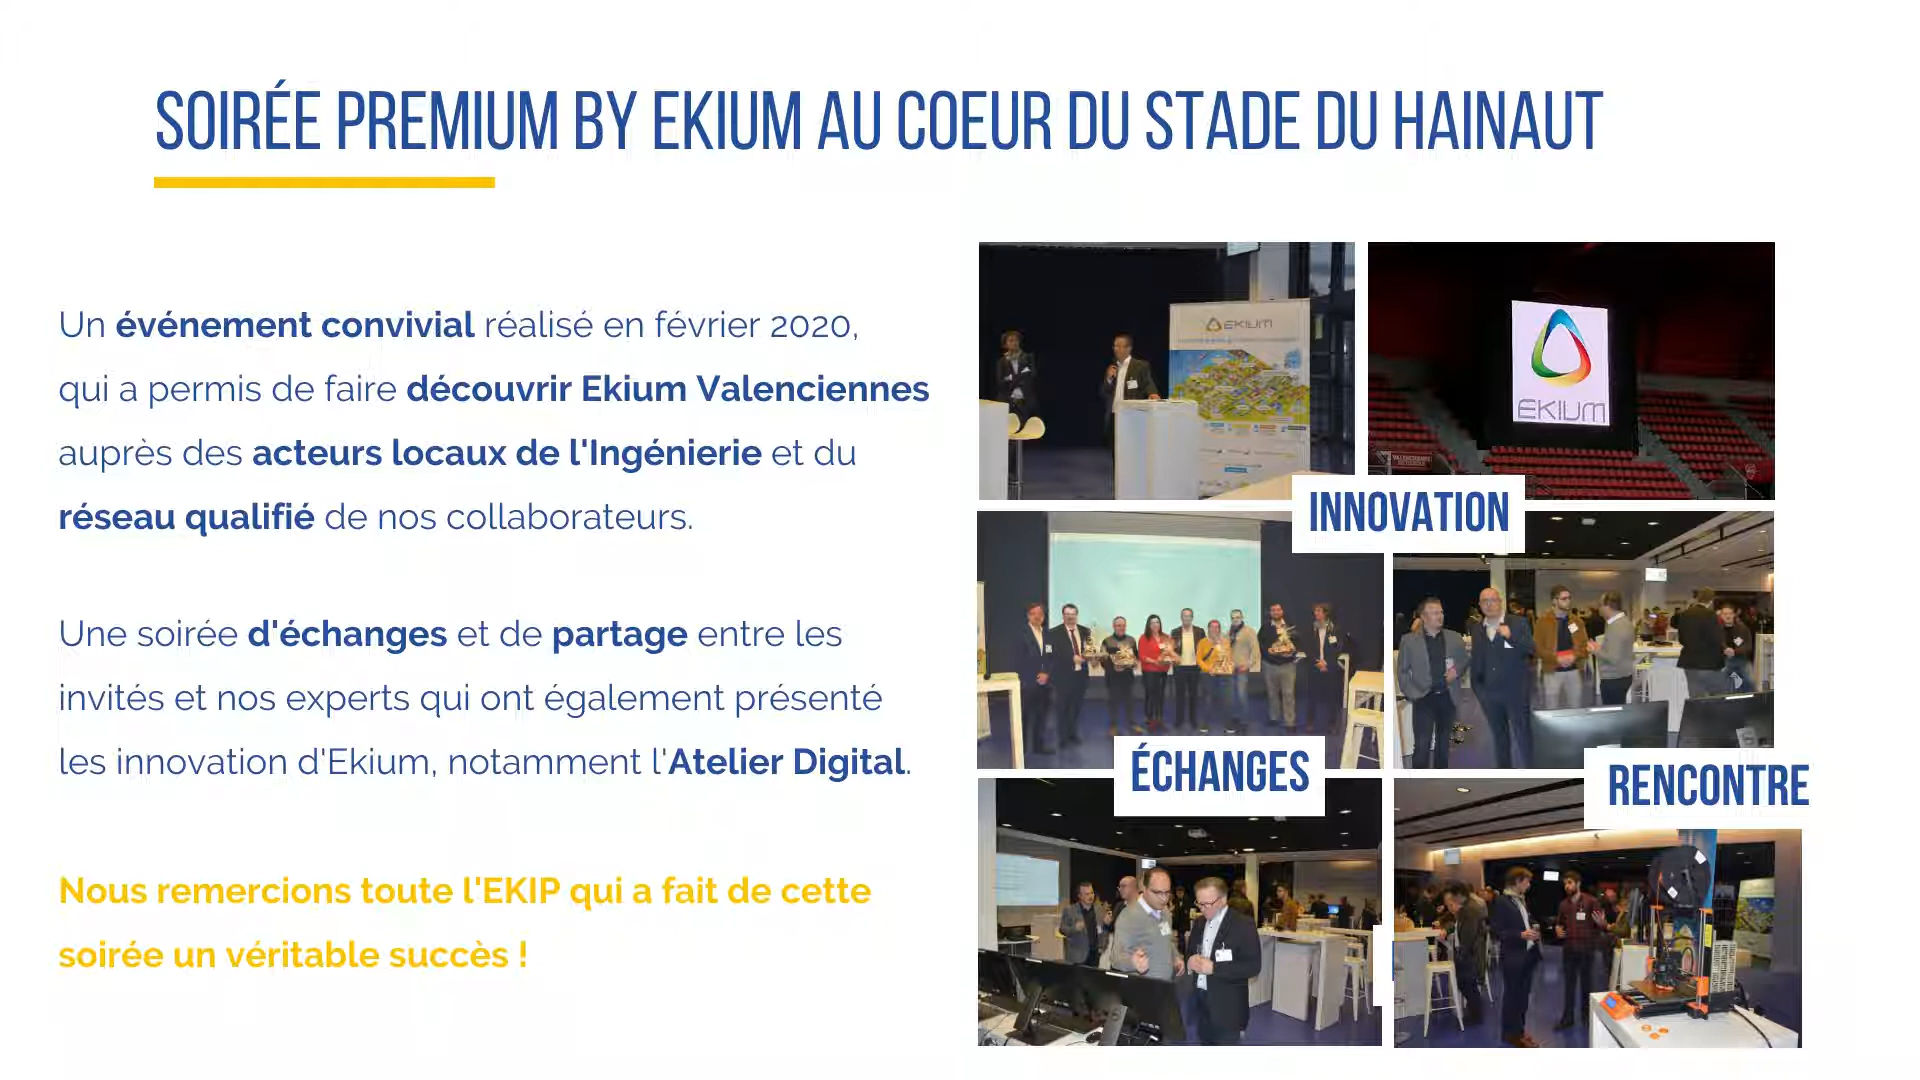 SOIRÉE PREMIUM BY EKIUM AU COEUR DU STADE DU HAINAUT
Un événement convivial réalisé en février 2020,
qui a permis de faire découvrir Ekium Valenciennes
auprès des acteurs locaux de l'Ingénierie et du
réseau qualifié de nos collaborateurs.
Une soirée d'échanges et de partage entre les
invités et nos experts qui ont également présenté
les innovation d'Ekium, notamment l'Atelier Digital.
Nous remercions toute l'EKIP qui a fait de cette
soirée un véritable succès !
EKIUM
EKIUM
INNOVATION
ÉCHANGES
RENCONTRE